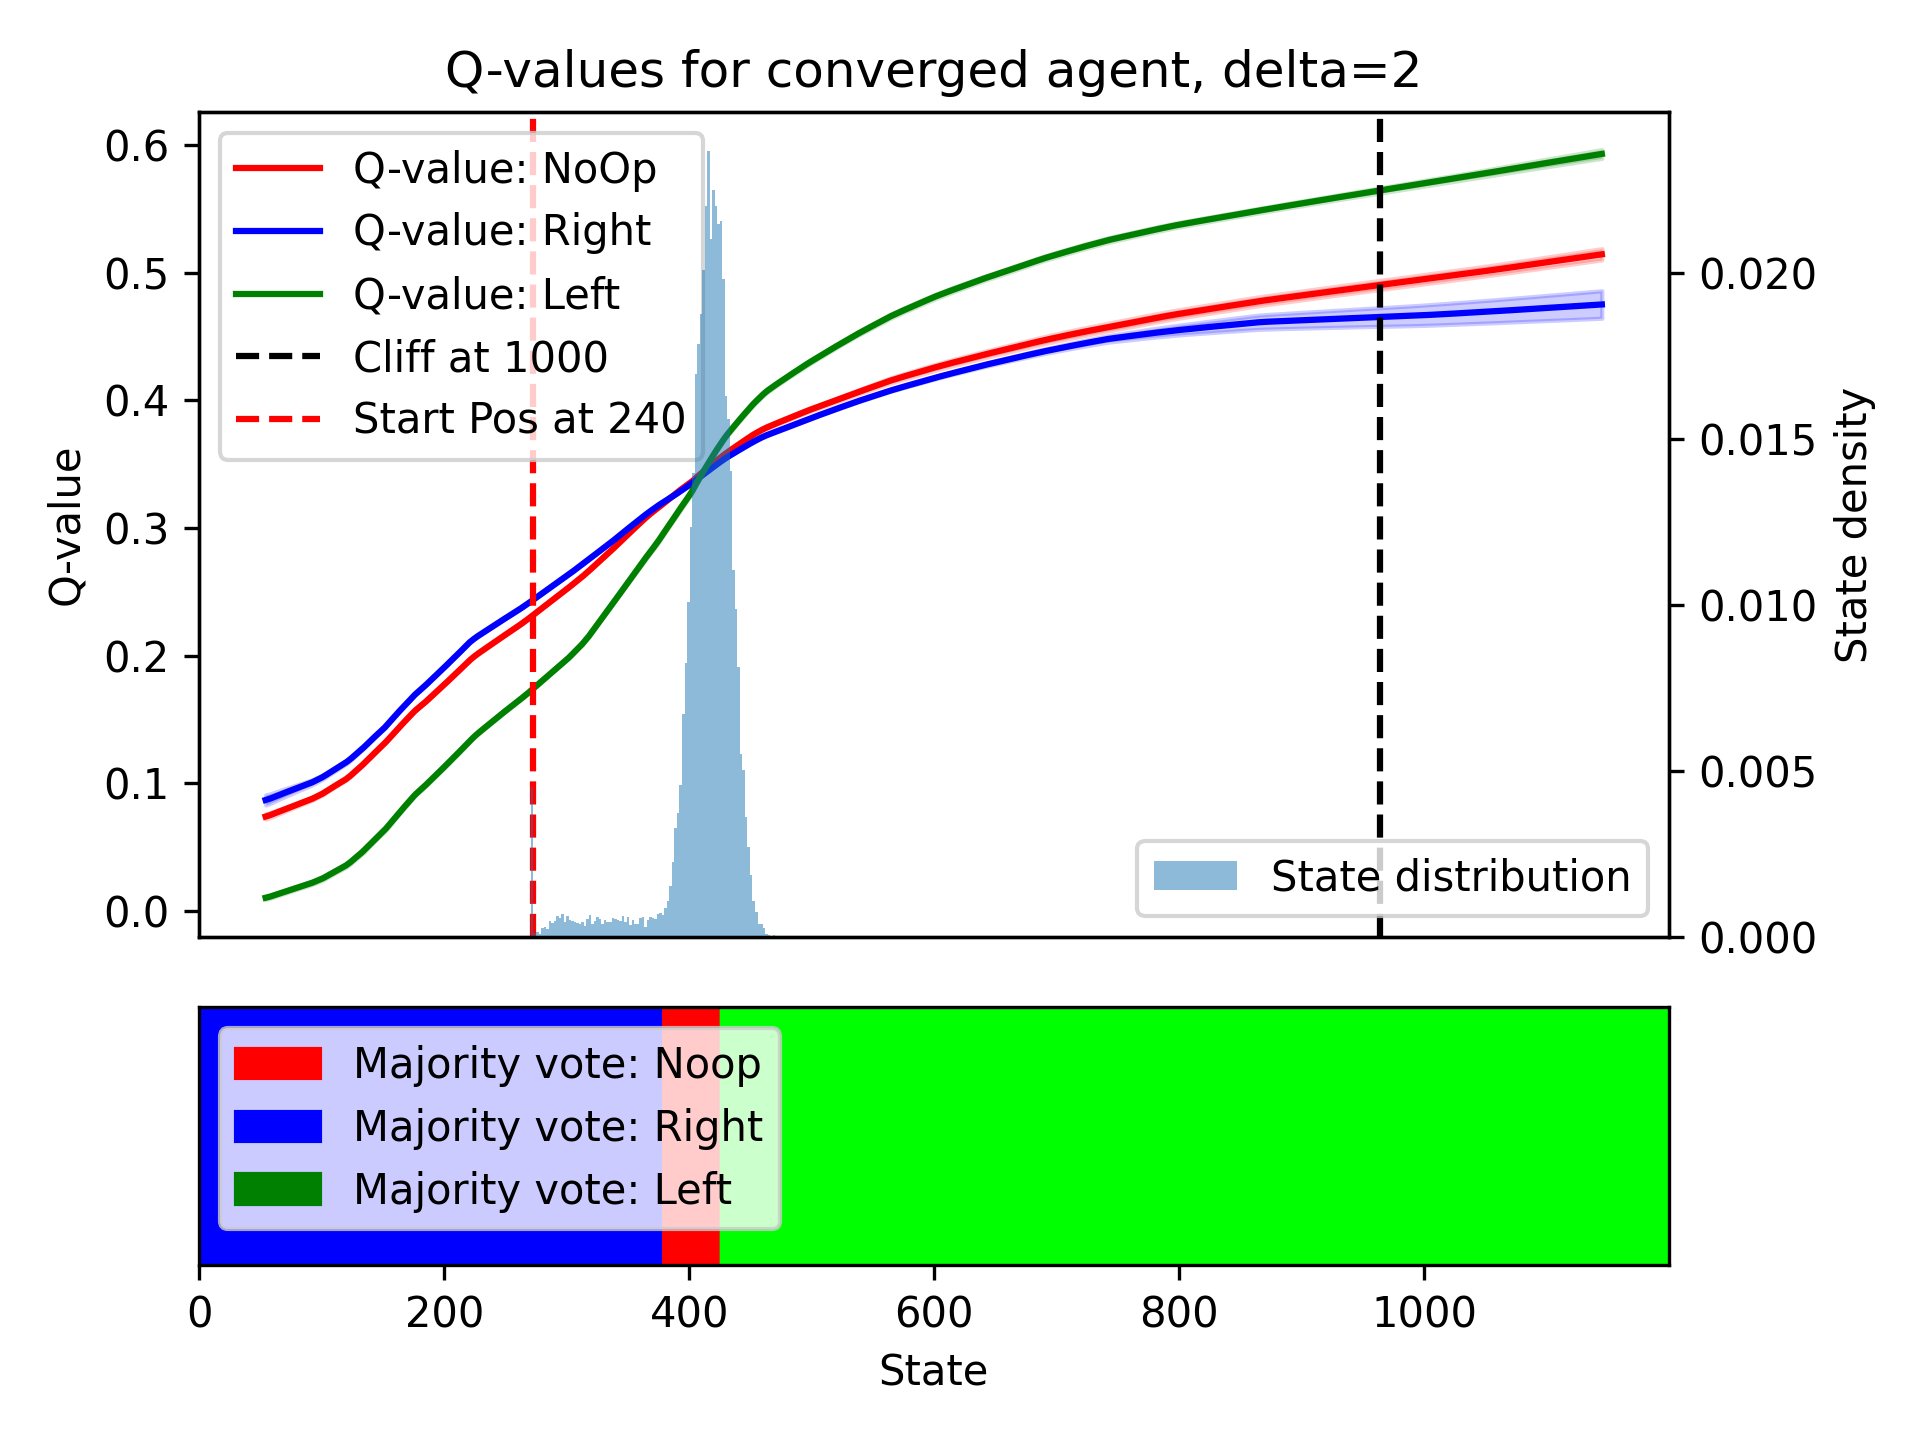 Q-values for converged agent, delta=2
Q-value: NoOp
Q-value: Right
Q-value: Left
Cliff at 1000
Start Pos at 240
0.6
0.5
0.4
0.3
0.2
0.1
0.0
Q-value
0.020
0.015
0.010
0.005
0.000
State density
State distribution
Majority vote: Noop
Majority vote: Right
Majority vote: Left
0 200 400 600 800 1000
State